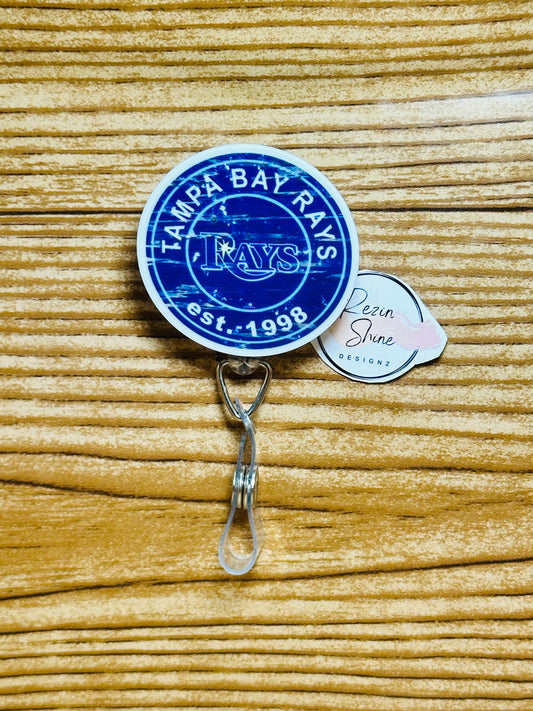 TAMPA BAY RAYS
RAYS
est. 1998
Rezin
Shine
DESIGNZ